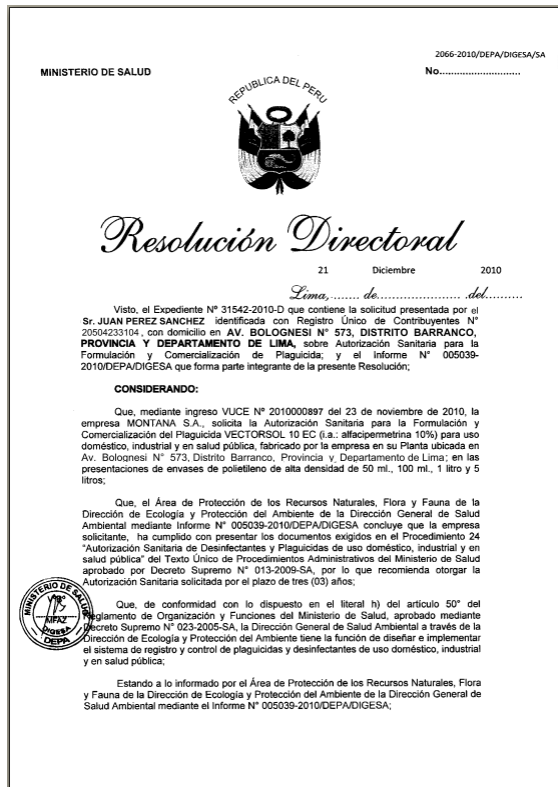 2066-2010/DEPA/DIGESA/SA
MINISTERIO DE SALUD
No...........................
REPUBLICA DEL PERU
Resolución Directoral
21 Diciembre 2010
Lima,........ de.................... .del..........
Visto, el Expediente Nº 31542-2010-D que contiene la solicitud presentada por el
Sr. JUAN PEREZ SANCHEZ identificada con Registro Único de Contribuyentes N°
20504233104, con domicilio en AV. BOLOGNESI N° 573, DISTRITO BARRANCO,
PROVINCIA Y DEPARTAMENTO DE LIMA, sobre Autorización Sanitaria para la
Formulación y Comercialización de Plaguicida; y el Informe N° 005039-
2010/DEPA/DIGESA que forma parte integrante de la presente Resolución;
CONSIDERANDO:
Que, mediante ingreso VUCE Nº 2010000897 del 23 de noviembre de 2010, la
empresa MONTANA S.A., solicita la Autorización Sanitaria para la Formulación y
Comercialización del Plaguicida VECTORSOL 10 EC (i.a.: alfacipermetrina 10%) para uso
doméstico, industrial y en salud pública, fabricado por la empresa en su Planta ubicada en
Av. Bolognesi N° 573, Distrito Barranco, Provincia y Departamento de Lima; en las
presentaciones de envases de polietileno de alta densidad de 50 ml., 100 ml., 1 litro y 5
litros;
Que, el Área de Protección de los Recursos Naturales, Flora y Fauna de la
Dirección de Ecología y Protección del Ambiente de la Dirección General de Salud
Ambiental mediante Informe N° 005039-2010/DEPA/DIGESA concluye que la empresa
solicitante, ha cumplido con presentar los documentos exigidos en el Procedimiento 24
"Autorización Sanitaria de Desinfectantes y Plaguicidas de uso doméstico, industrial y en
salud pública" del Texto Único de Procedimientos Administrativos del Ministerio de Salud
aprobado por Decreto Supremo N° 013-2009-SA, por lo que recomienda otorgar la
Autorización Sanitaria solicitada por el plazo de tres (03) años;
MINISTERIO DE SALUD
MFAZ
DIGESA
DEPA
Que, de conformidad con lo dispuesto en el literal h) del artículo 50° del
Reglamento de Organización y Funciones del Ministerio de Salud, aprobado mediante
Decreto Supremo N° 023-2005-SA, la Dirección General de Salud Ambiental a través de la
Dirección de Ecología y Protección del Ambiente tiene la función de diseñar e implementar
el sistema de registro y control de plaguicidas y desinfectantes de uso doméstico, industrial
y en salud pública;
Estando a lo informado por el Área de Protección de los Recursos Naturales, Flora
y Fauna de la Dirección de Ecología y Protección del Ambiente de la Dirección General de
Salud Ambiental mediante el Informe N° 005039-2010/DEPA/DIGESA;